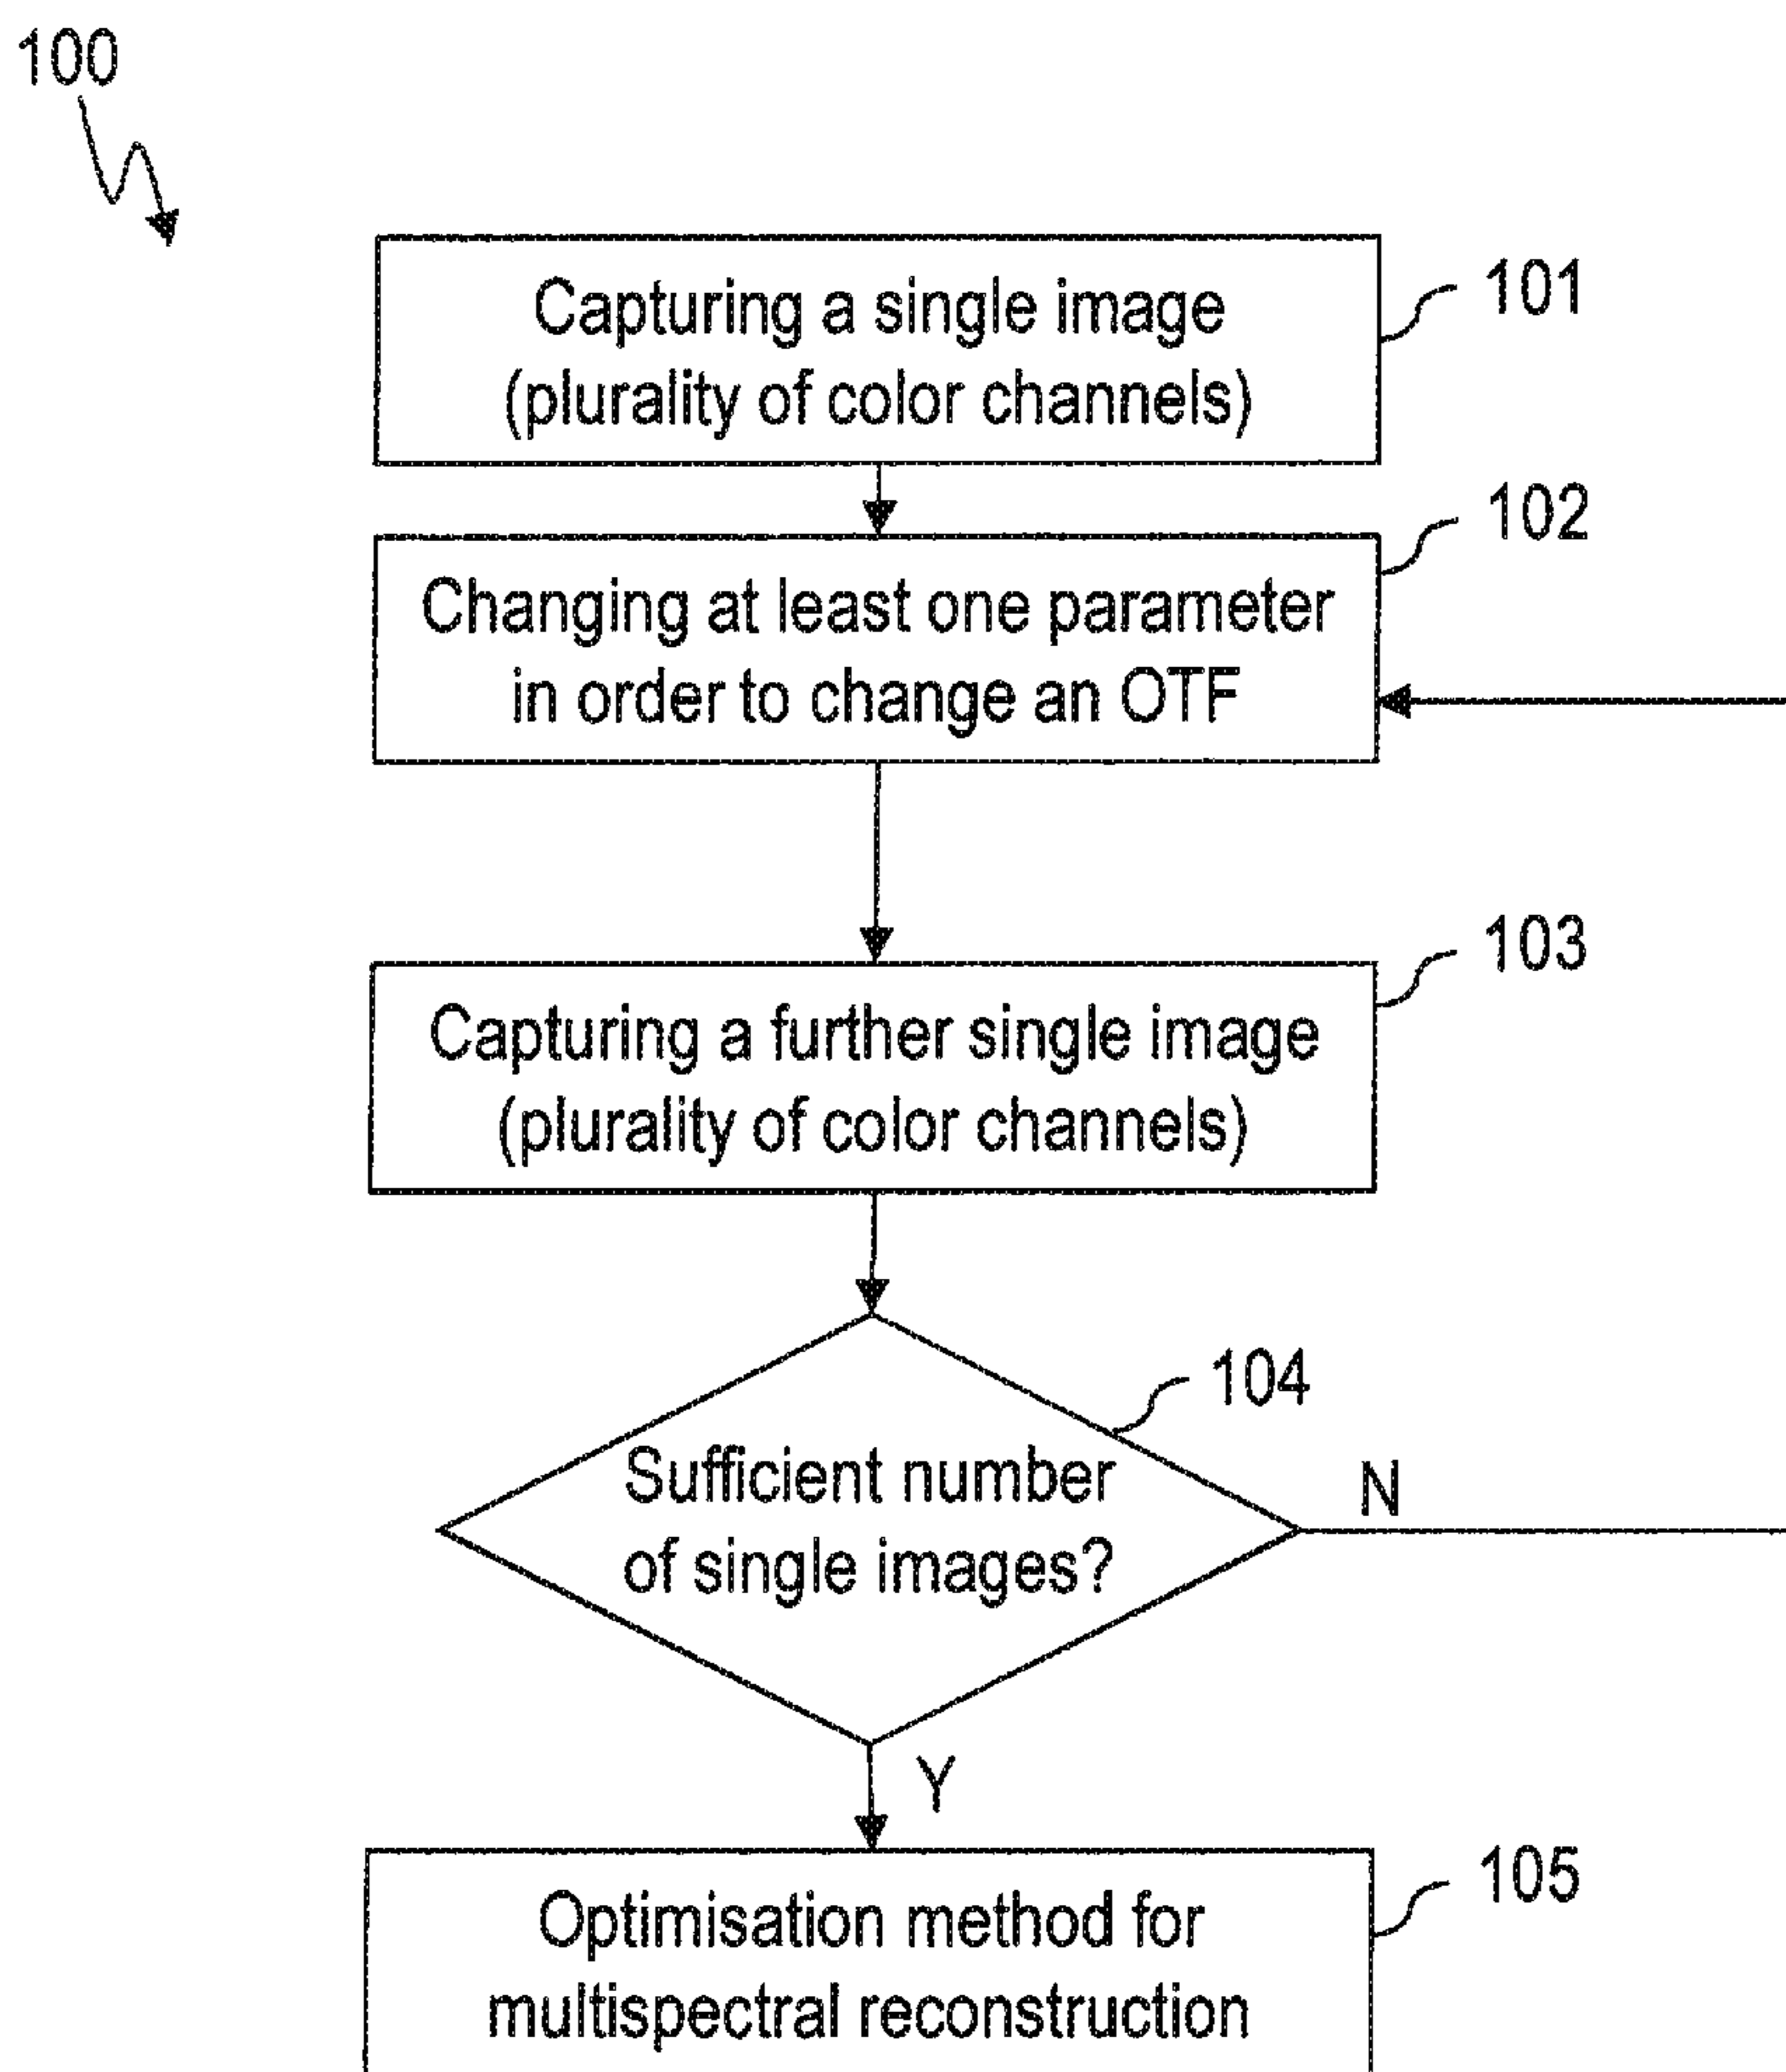 100
Capturing a single image
(plurality of color channels)
101
Changing at least one parameter
in order to change an OTF
102
Capturing a further single image
(plurality of color channels)
103
Sufficient number
of single images?
104
N
Y
Optimisation method for
multispectral reconstruction
105